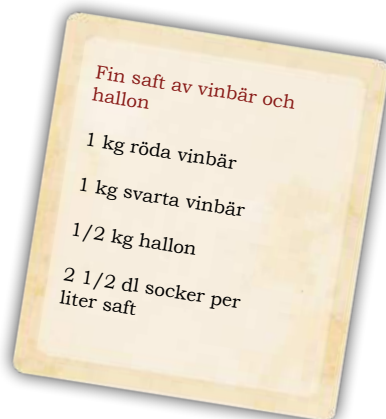 Fin saft av vinbär och
hallon
1 kg röda vinbär
1 kg svarta vinbär
1/2 kg hallon
2 1/2 dl socker per
liter saft